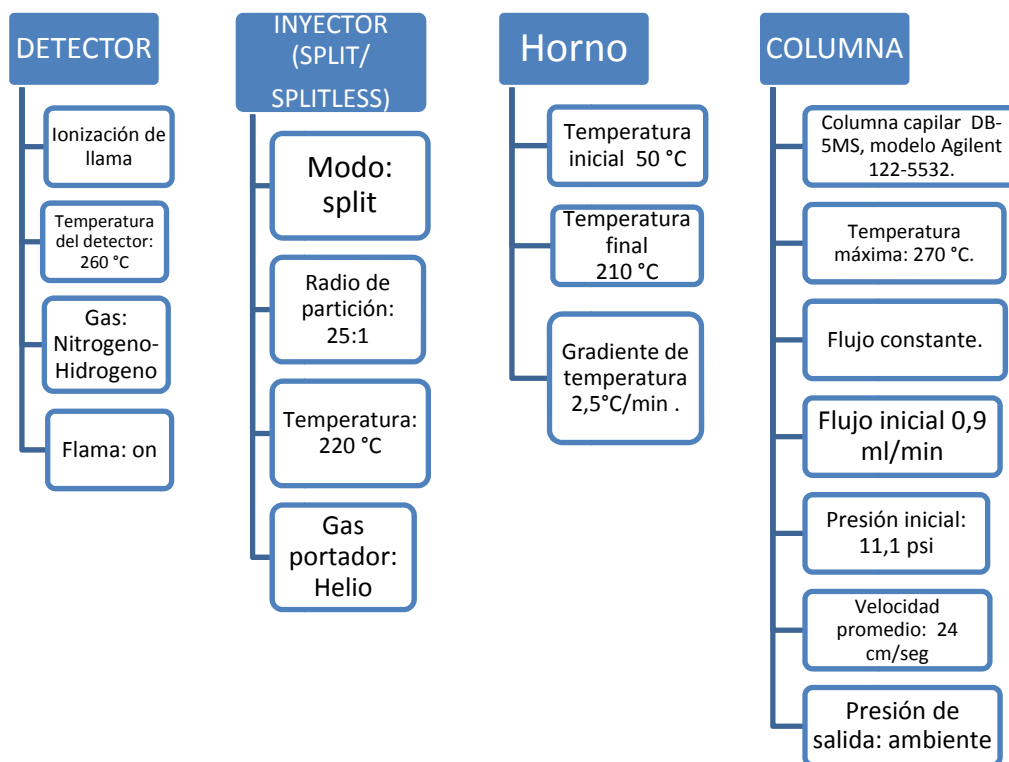 DETECTOR
Ionización de
llama
Temperatura
del detector:
260 °C
Gas:
Nitrogeno-
Hidrogeno
Flama: on
INYECTOR
(SPLIT/
SPLITLESS)
Modo:
split
Radio de
partición:
25:1
Temperatura:
220 °C
Gas
portador:
Helio
Horno
Temperatura
inicial 50 °C
Temperatura
final
210 °C
Gradiente de
temperatura
2,5°C/min .
COLUMNA
Columna capilar DB-
5MS, modelo Agilent
122-5532.
Temperatura
máxima: 270 °C.
Flujo constante.
Flujo inicial 0,9
ml/min
Presión inicial:
11,1 psi
Velocidad
promedio: 24
cm/seg
Presión de
salida: ambiente